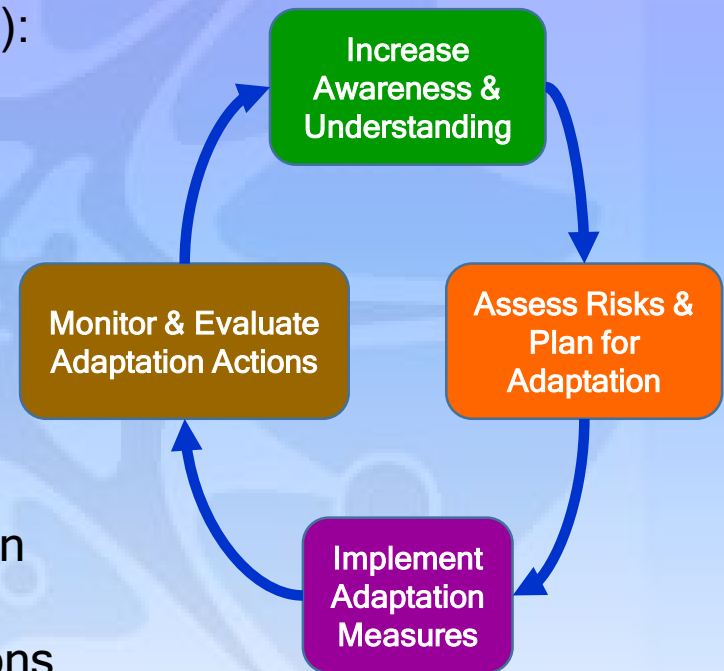 ):
Increase
Awareness &
Understanding
Assess Risks &
Plan for
Adaptation
Monitor & Evaluate
Adaptation Actions
Implement
Adaptation
Measures
n
ons